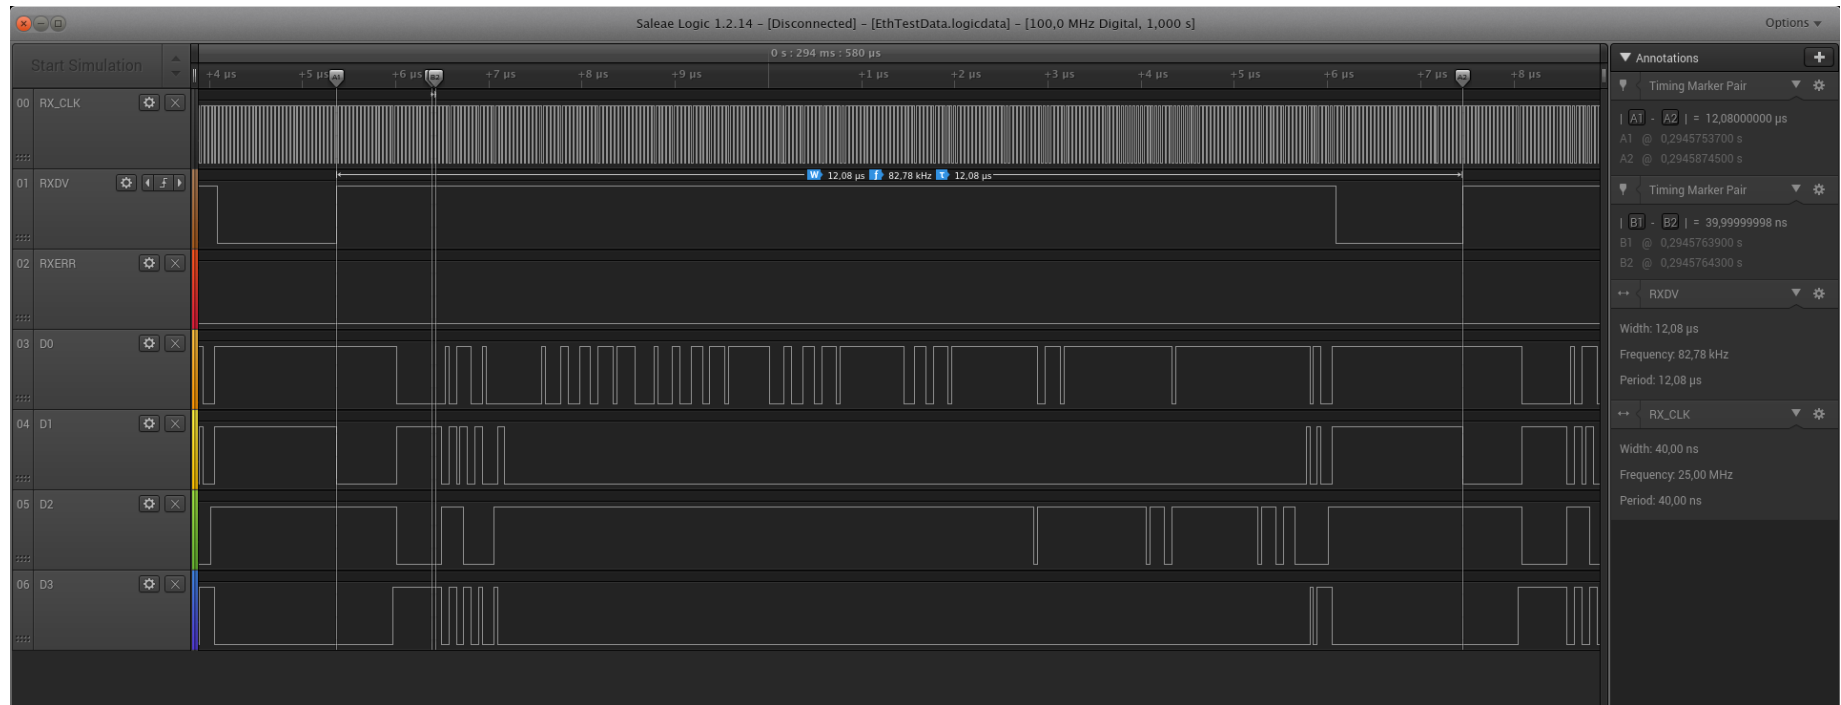 Saleae Logic 1.2.14 – [Disconnected] – [EthTestData.logicdata] – [100,0 MHz Digital, 1,000 s]
Options
Start Simulation
0 s : 294 ms : 580 µs
+4 µs +5 µs A1 +6 µs B2 +7 µs +8 µs +9 µs +1 µs +2 µs +3 µs +4 µs +5 µs +6 µs +7 µs A2 +8 µs
00 RX_CLK
01 RXDV
W 12,08 µs f 82,78 kHz T 12,08 µs
02 RXERR
03 D0
04 D1
05 D2
06 D3
Annotations
Timing Marker Pair
| A1 - A2 | = 12,08000000 µs
A1 @ 0,2945753700 s
A2 @ 0,2945874500 s
Timing Marker Pair
| B1 - B2 | = 39,99999998 ns
B1 @ 0,2945763900 s
B2 @ 0,2945764300 s
RXDV
Width: 12,08 µs
Frequency: 82,78 kHz
Period: 12,08 µs
RX_CLK
Width: 40,00 ns
Frequency: 25,00 MHz
Period: 40,00 ns